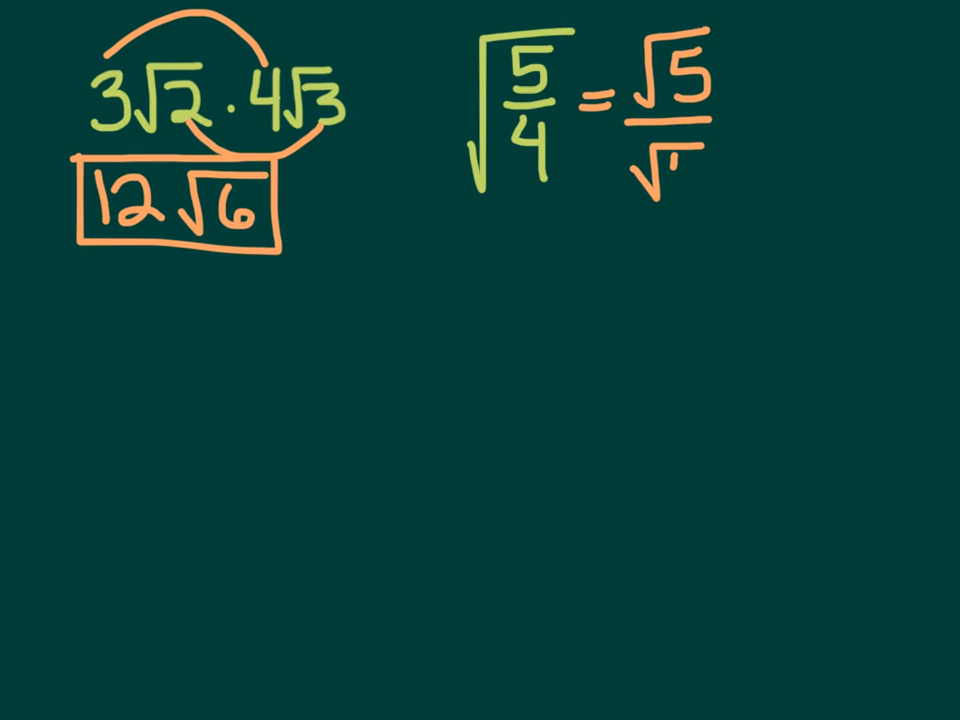 3√2 · 4√3
12√6
√(5/4) = √5/√